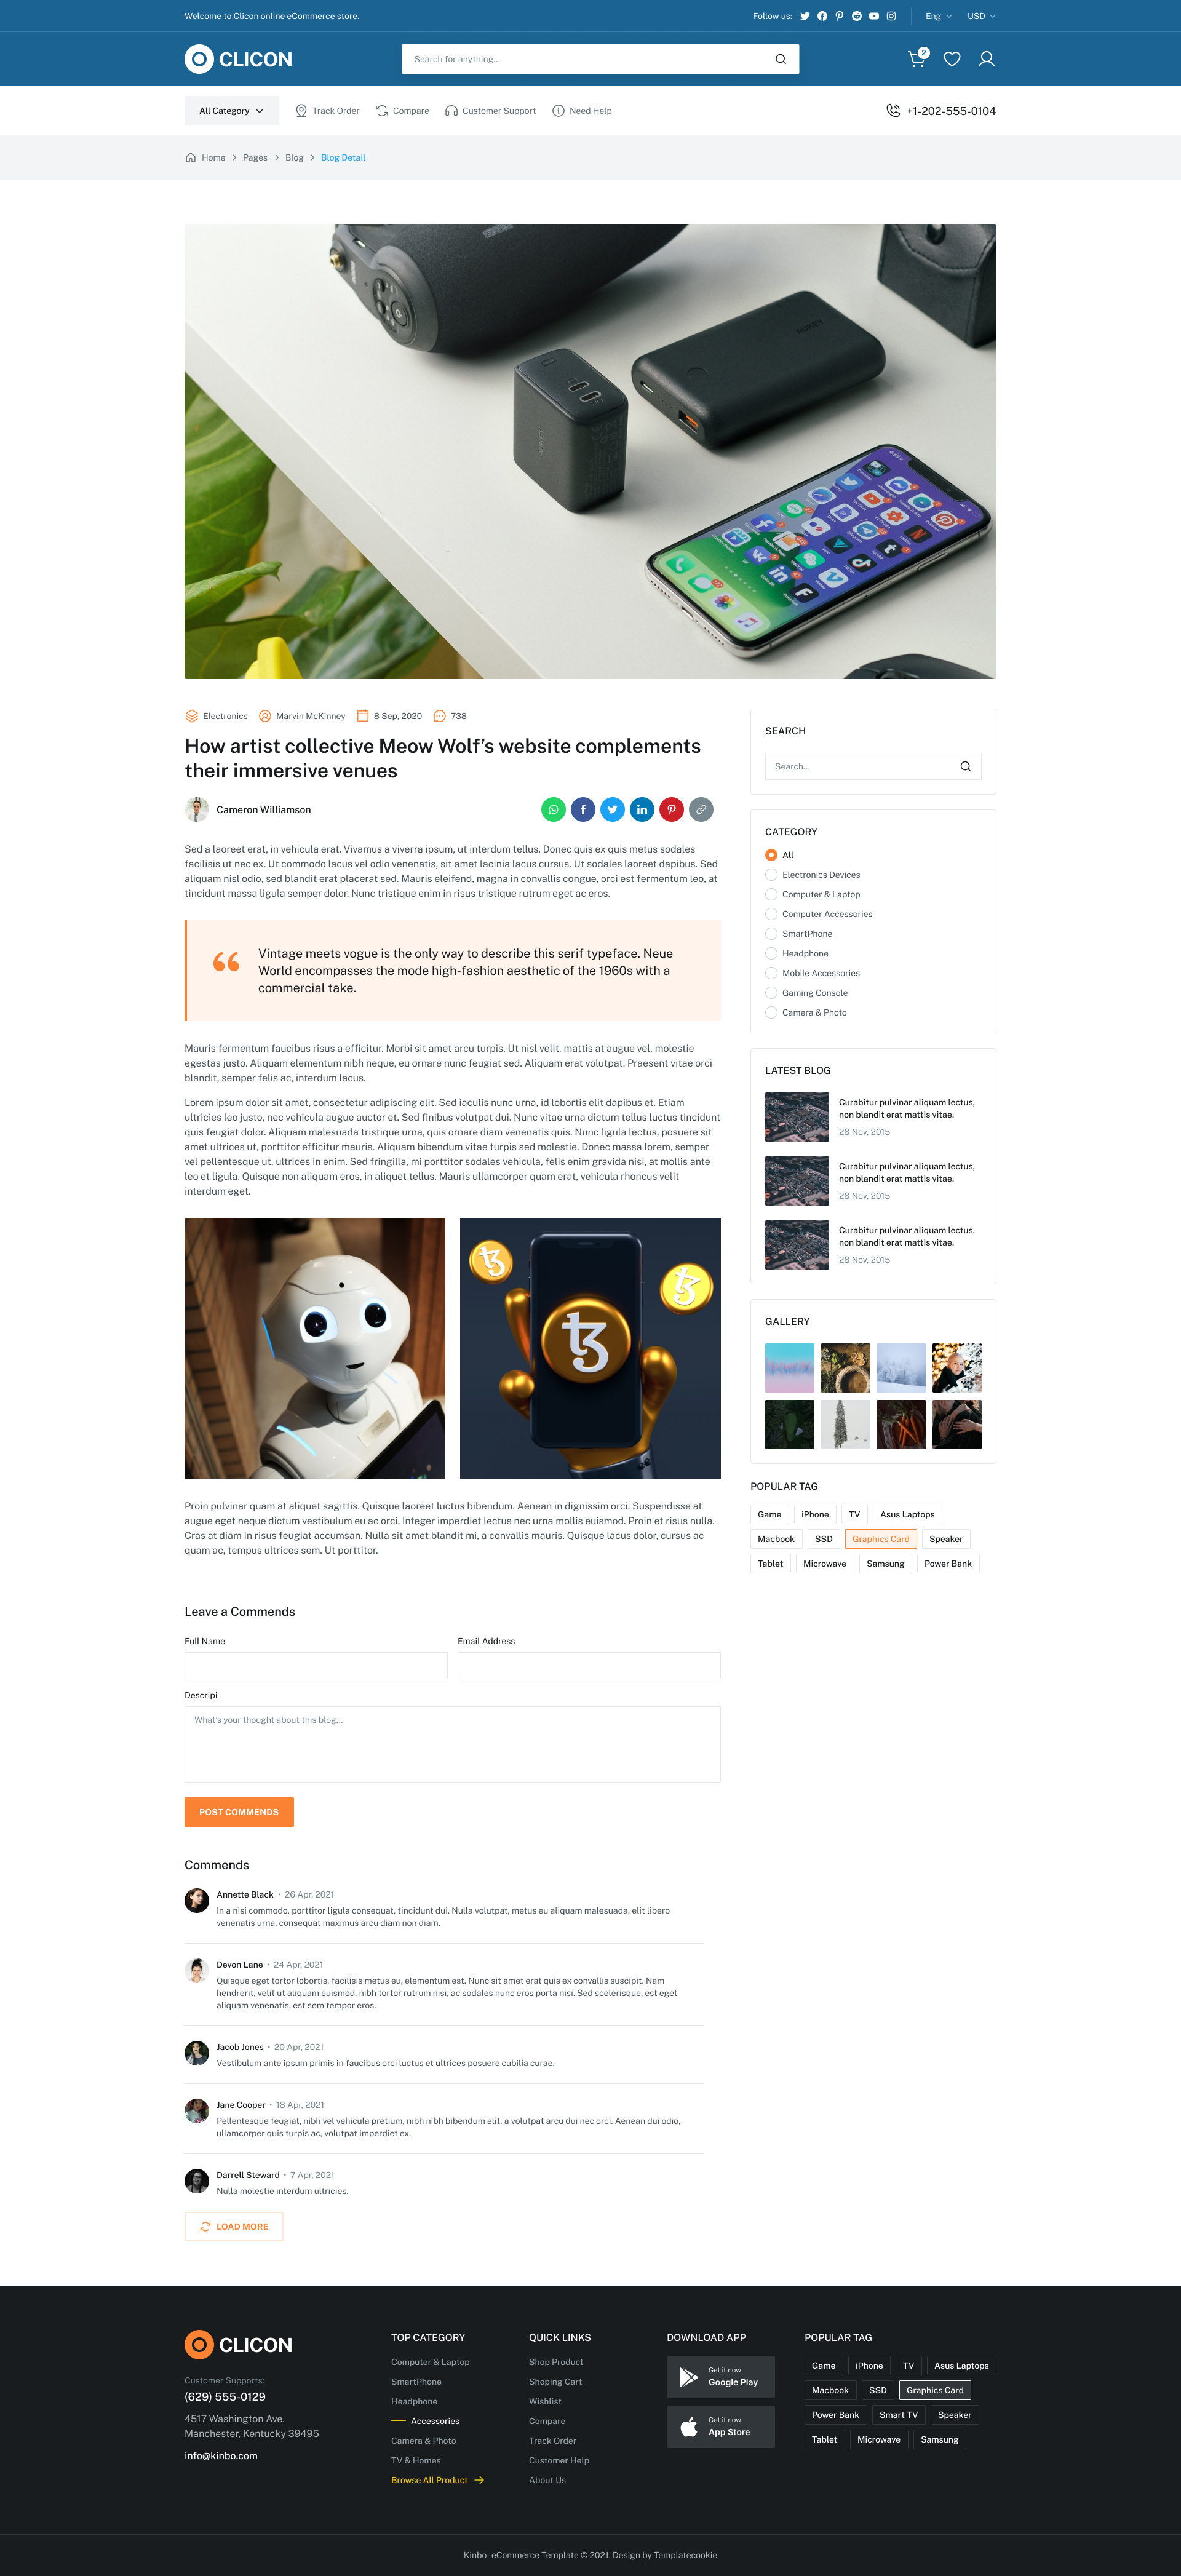 Welcome to Clicon online eCommerce store.
Follow us:
Eng
USD
CLICON
Search for anything...
2
All Category
Track Order
Compare
Customer Support
Need Help
+1-202-555-0104
Home
Pages
Blog
Blog Detail
AUKEY
Electronics
Marvin McKinney
8 Sep, 2020
738
How artist collective Meow Wolf’s website complements
their immersive venues
Cameron Williamson
Sed a laoreet erat, in vehicula erat. Vivamus a viverra ipsum, ut interdum tellus. Donec quis ex quis metus sodales
facilisis ut nec ex. Ut commodo lacus vel odio venenatis, sit amet lacinia lacus cursus. Ut sodales laoreet dapibus. Sed
aliquam nisl odio, sed blandit erat placerat sed. Mauris eleifend, magna in convallis congue, orci est fermentum leo, at
tincidunt massa ligula semper dolor. Nunc tristique enim in risus tristique rutrum eget ac eros.
Vintage meets vogue is the only way to describe this serif typeface. Neue
World encompasses the mode high-fashion aesthetic of the 1960s with a
commercial take.
Mauris fermentum faucibus risus a efficitur. Morbi sit amet arcu turpis. Ut nisl velit, mattis at augue vel, molestie
egestas justo. Aliquam elementum nibh neque, eu ornare nunc feugiat sed. Aliquam erat volutpat. Praesent vitae orci
blandit, semper felis ac, interdum lacus.
Lorem ipsum dolor sit amet, consectetur adipiscing elit. Sed iaculis nunc urna, id lobortis elit dapibus et. Etiam
ultricies leo justo, nec vehicula augue auctor et. Sed finibus volutpat dui. Nunc vitae urna dictum tellus luctus tincidunt
quis feugiat dolor. Aliquam malesuada tristique urna, quis ornare diam venenatis quis. Nunc ligula lectus, posuere sit
amet ultrices ut, porttitor efficitur mauris. Aliquam bibendum vitae turpis sed molestie. Donec massa lorem, semper
vel pellentesque ut, ultrices in enim. Sed fringilla, mi porttitor sodales vehicula, felis enim gravida nisi, at mollis ante
leo et ligula. Quisque non aliquam eros, in aliquet tellus. Mauris ullamcorper quam erat, vehicula rhoncus velit
interdum eget.
Proin pulvinar quam at aliquet sagittis. Quisque laoreet luctus bibendum. Aenean in dignissim orci. Suspendisse at
augue eget neque dictum vestibulum eu ac orci. Integer imperdiet lectus nec urna mollis euismod. Proin et risus nulla.
Cras at diam in risus feugiat accumsan. Nulla sit amet blandit mi, a convallis mauris. Quisque lacus dolor, cursus ac
quam ac, tempus ultrices sem. Ut porttitor.
Leave a Commends
Full Name
Email Address
Descripi
What's your thought about this blog...
POST COMMENDS
Commends
Annette Black • 26 Apr, 2021
In a nisi commodo, porttitor ligula consequat, tincidunt dui. Nulla volutpat, metus eu aliquam malesuada, elit libero
venenatis urna, consequat maximus arcu diam non diam.
Devon Lane • 24 Apr, 2021
Quisque eget tortor lobortis, facilisis metus eu, elementum est. Nunc sit amet erat quis ex convallis suscipit. Nam
hendrerit, velit ut aliquam euismod, nibh tortor rutrum nisi, ac sodales nunc eros porta nisi. Sed scelerisque, est eget
aliquam venenatis, est sem tempor eros.
Jacob Jones • 20 Apr, 2021
Vestibulum ante ipsum primis in faucibus orci luctus et ultrices posuere cubilia curae.
Jane Cooper • 18 Apr, 2021
Pellentesque feugiat, nibh vel vehicula pretium, nibh nibh bibendum elit, a volutpat arcu dui nec orci. Aenean dui odio,
ullamcorper quis turpis ac, volutpat imperdiet ex.
Darrell Steward • 7 Apr, 2021
Nulla molestie interdum ultricies.
LOAD MORE
SEARCH
Search...
CATEGORY
All
Electronics Devices
Computer & Laptop
Computer Accessories
SmartPhone
Headphone
Mobile Accessories
Gaming Console
Camera & Photo
LATEST BLOG
Curabitur pulvinar aliquam lectus,
non blandit erat mattis vitae.
28 Nov, 2015
Curabitur pulvinar aliquam lectus,
non blandit erat mattis vitae.
28 Nov, 2015
Curabitur pulvinar aliquam lectus,
non blandit erat mattis vitae.
28 Nov, 2015
GALLERY
POPULAR TAG
Game
iPhone
TV
Asus Laptops
Macbook
SSD
Graphics Card
Speaker
Tablet
Microwave
Samsung
Power Bank
CLICON
Customer Supports:
(629) 555-0129
4517 Washington Ave.
Manchester, Kentucky 39495
info@kinbo.com
TOP CATEGORY
Computer & Laptop
SmartPhone
Headphone
Accessories
Camera & Photo
TV & Homes
Browse All Product
QUICK LINKS
Shop Product
Shoping Cart
Wishlist
Compare
Track Order
Customer Help
About Us
DOWNLOAD APP
Get it now
Google Play
Get it now
App Store
POPULAR TAG
Game
iPhone
TV
Asus Laptops
Macbook
SSD
Graphics Card
Power Bank
Smart TV
Speaker
Tablet
Microwave
Samsung
Kinbo - eCommerce Template © 2021. Design by Templatecookie